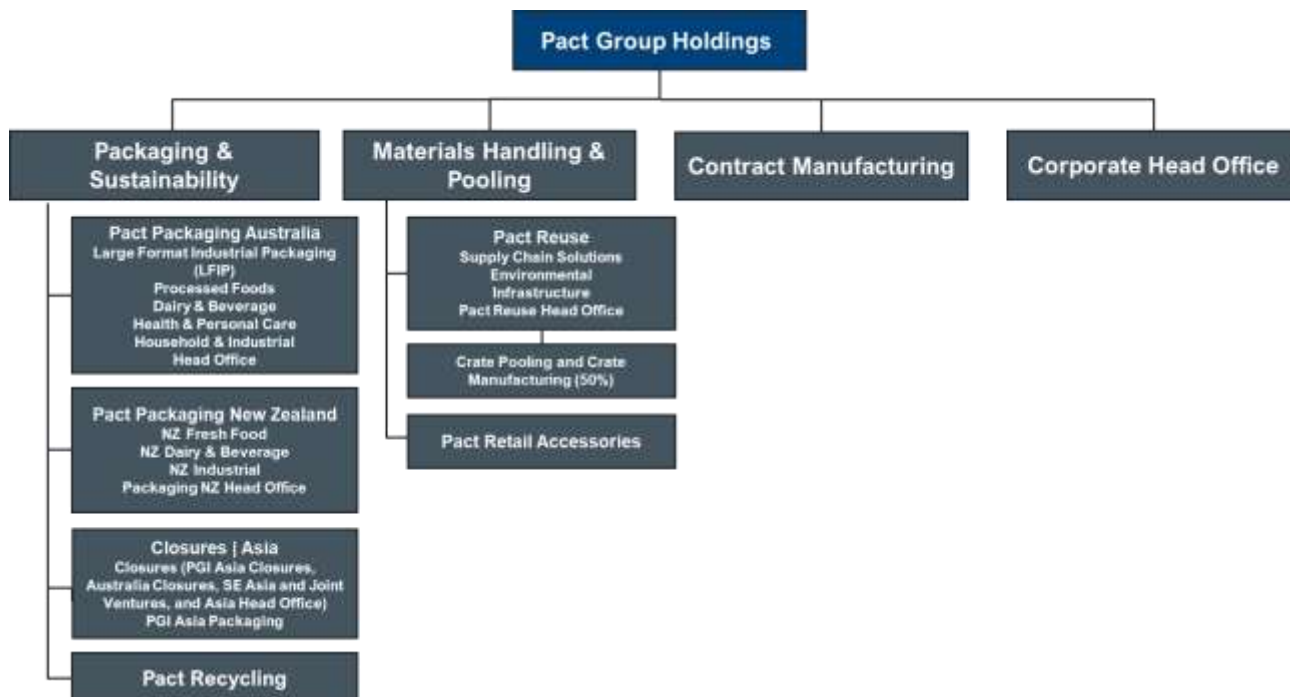 Pact Group Holdings
Packaging &
Sustainability
Materials Handling &
Pooling
Contract Manufacturing
Corporate Head Office
Pact Packaging Australia
Large Format Industrial Packaging
(LFIP)
Processed Foods
Dairy & Beverage
Health & Personal Care
Household & Industrial
Head Office
Pact Packaging New Zealand
NZ Fresh Food
NZ Dairy & Beverage
NZ Industrial
Packaging NZ Head Office
Closures | Asia
Closures (PGI Asia Closures,
Australia Closures, SE Asia and Joint
Ventures, and Asia Head Office)
PGI Asia Packaging
Pact Recycling
Pact Reuse
Supply Chain Solutions
Environmental
Infrastructure
Pact Reuse Head Office
Crate Pooling and Crate
Manufacturing (50%)
Pact Retail Accessories